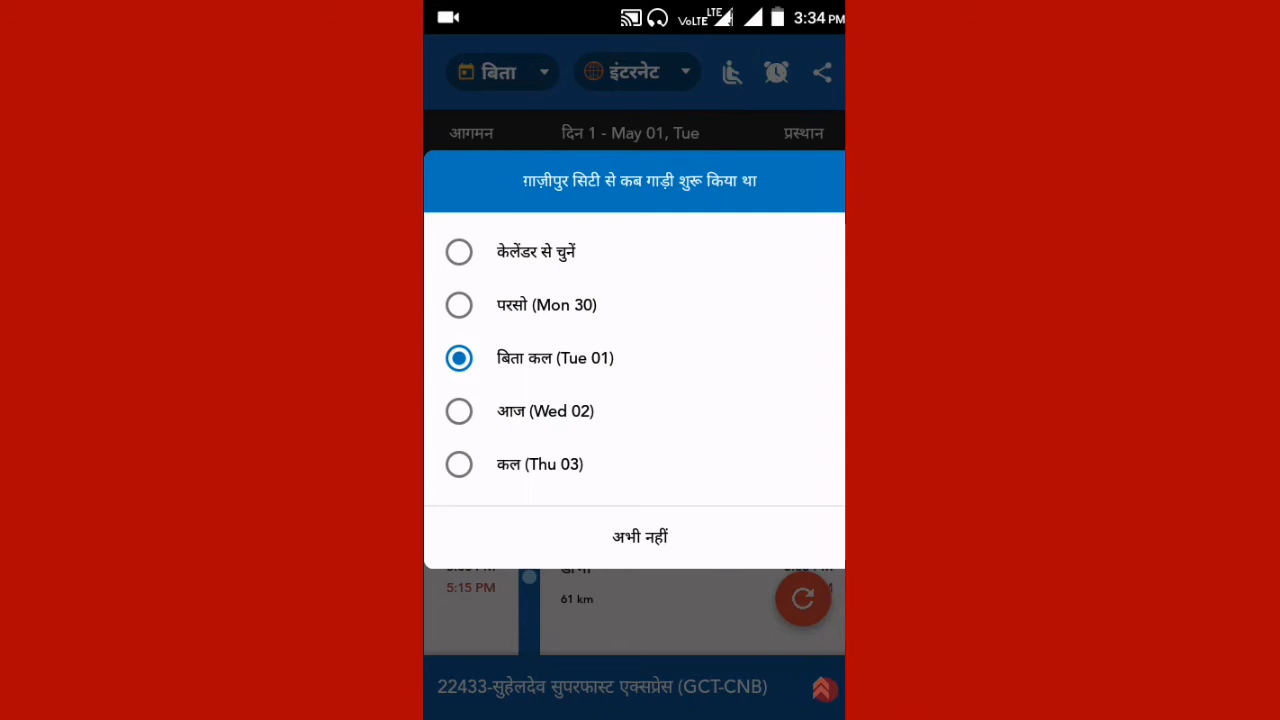 VoLTE LTE 3:34 PM
बिता इंटरनेट
आगमन दिन 1 - May 01, Tue प्रस्थान
ग़ाज़ीपुर सिटी से कब गाड़ी शुरू किया था
केलेंडर से चुनें
परसो (Mon 30)
बिता कल (Tue 01)
आज (Wed 02)
कल (Thu 03)
अभी नहीं
5:15 PM
61 km
22433-सुहेलदेव सुपरफास्ट एक्सप्रेस (GCT-CNB)